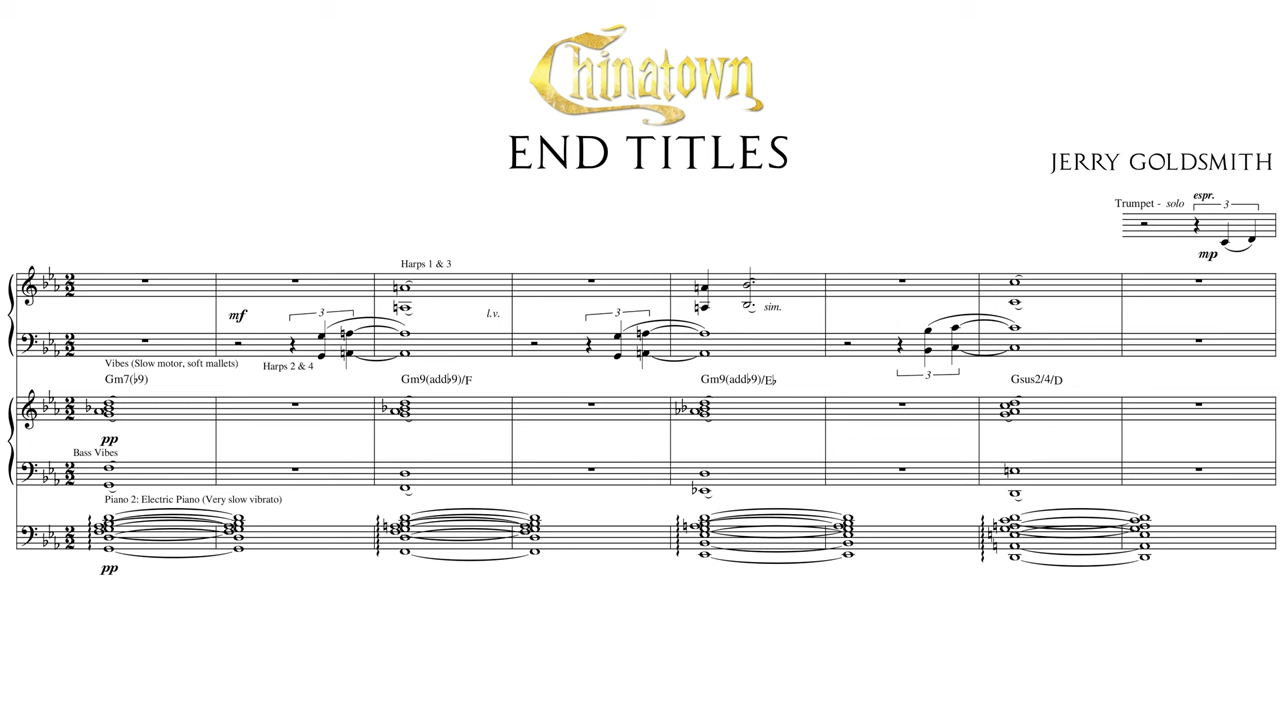 Chinatown
END TITLES
JERRY GOLDSMITH
Trumpet - solo
espr.
3
mp
Harps 1 & 3
mf
3
l.v.
3
sim.
3
Vibes (Slow motor, soft mallets)
Harps 2 & 4
Gm7(♭9)
Gm9(add♭9)/F
Gm9(add♭9)/E♭
Gsus2/4/D
pp
Bass Vibes
Piano 2: Electric Piano (Very slow vibrato)
pp